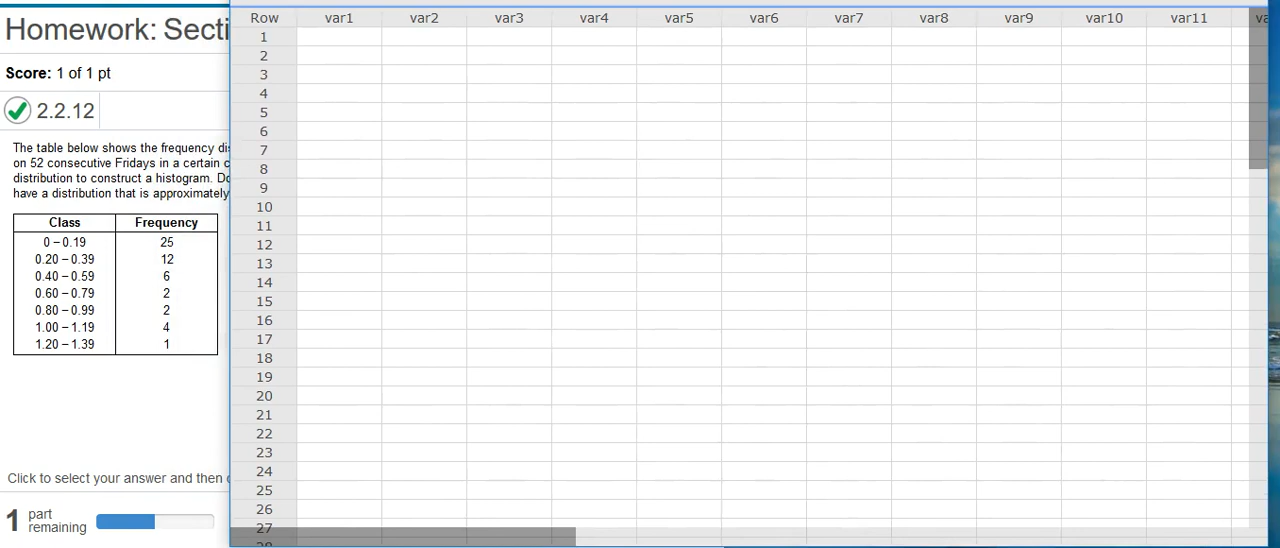 Homework: Secti
Score: 1 of 1 pt
2.2.12
The table below shows the frequency dis
on 52 consecutive Fridays in a certain c
distribution to construct a histogram. Do
have a distribution that is approximately
Class Frequency
0 – 0.19 25
0.20 – 0.39 12
0.40 – 0.59 6
0.60 – 0.79 2
0.80 – 0.99 2
1.00 – 1.19 4
1.20 – 1.39 1
Click to select your answer and then c
1 part
remaining
Row var1 var2 var3 var4 var5 var6 var7 var8 var9 var10 var11 va
1
2
3
4
5
6
7
8
9
10
11
12
13
14
15
16
17
18
19
20
21
22
23
24
25
26
27
28